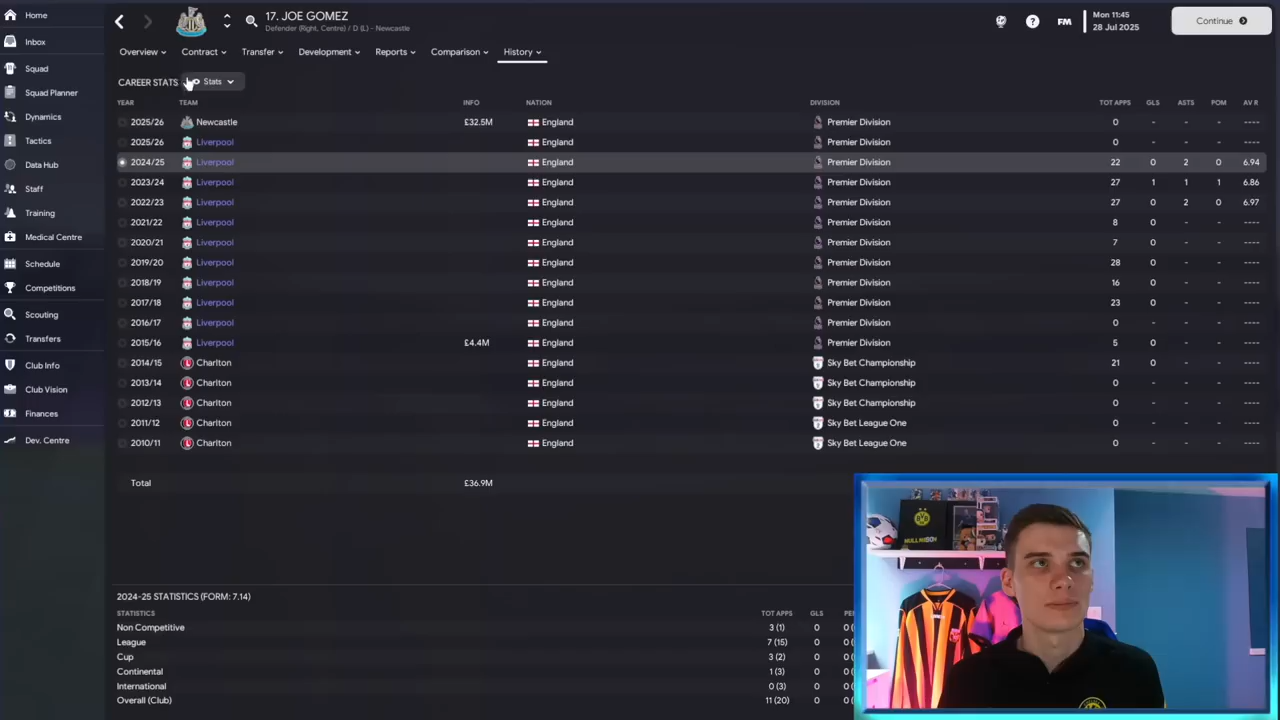 Home
Inbox
Squad
Squad Planner
Dynamics
Tactics
Data Hub
Staff
Training
Medical Centre
Schedule
Competitions
Scouting
Transfers
Club Info
Club Vision
Finances
Dev. Centre
17. JOE GOMEZ
Defender (Right, Centre) / D (L) - Newcastle
FM
Mon 11:45
28 Jul 2025
Continue
Overview Contract Transfer Development Reports Comparison History
CAREER STATS Stats
YEAR TEAM INFO NATION DIVISION TOT APPS GLS ASTS POM AV R
2025/26 Newcastle £32.5M England Premier Division 0 - - - ----
2025/26 Liverpool England Premier Division 0 - - - ----
2024/25 Liverpool England Premier Division 22 0 2 0 6.94
2023/24 Liverpool England Premier Division 27 1 1 1 6.86
2022/23 Liverpool England Premier Division 27 0 2 0 6.97
2021/22 Liverpool England Premier Division 8 0 - - ----
2020/21 Liverpool England Premier Division 7 0 - - ----
2019/20 Liverpool England Premier Division 28 0 - - ----
2018/19 Liverpool England Premier Division 16 0 - - ----
2017/18 Liverpool England Premier Division 23 0 - - ----
2016/17 Liverpool England Premier Division 0 - - - ----
2015/16 Liverpool £4.4M England Premier Division 5 0 - - ----
2014/15 Charlton England Sky Bet Championship 21 0 - - ----
2013/14 Charlton England Sky Bet Championship 0 - - - ----
2012/13 Charlton England Sky Bet Championship 0 - - - ----
2011/12 Charlton England Sky Bet League One 0 - - - ----
2010/11 Charlton England Sky Bet League One 0 - - - ----
Total £36.9M
2024-25 STATISTICS (FORM: 7.14)
STATISTICS TOT APPS GLS
Non Competitive 3 (1) 0 0
League 7 (15) 0 0
Cup 3 (2) 0 0
Continental 1 (3) 0 0
International 0 (3) 0 0
Overall (Club) 11 (20) 0 0